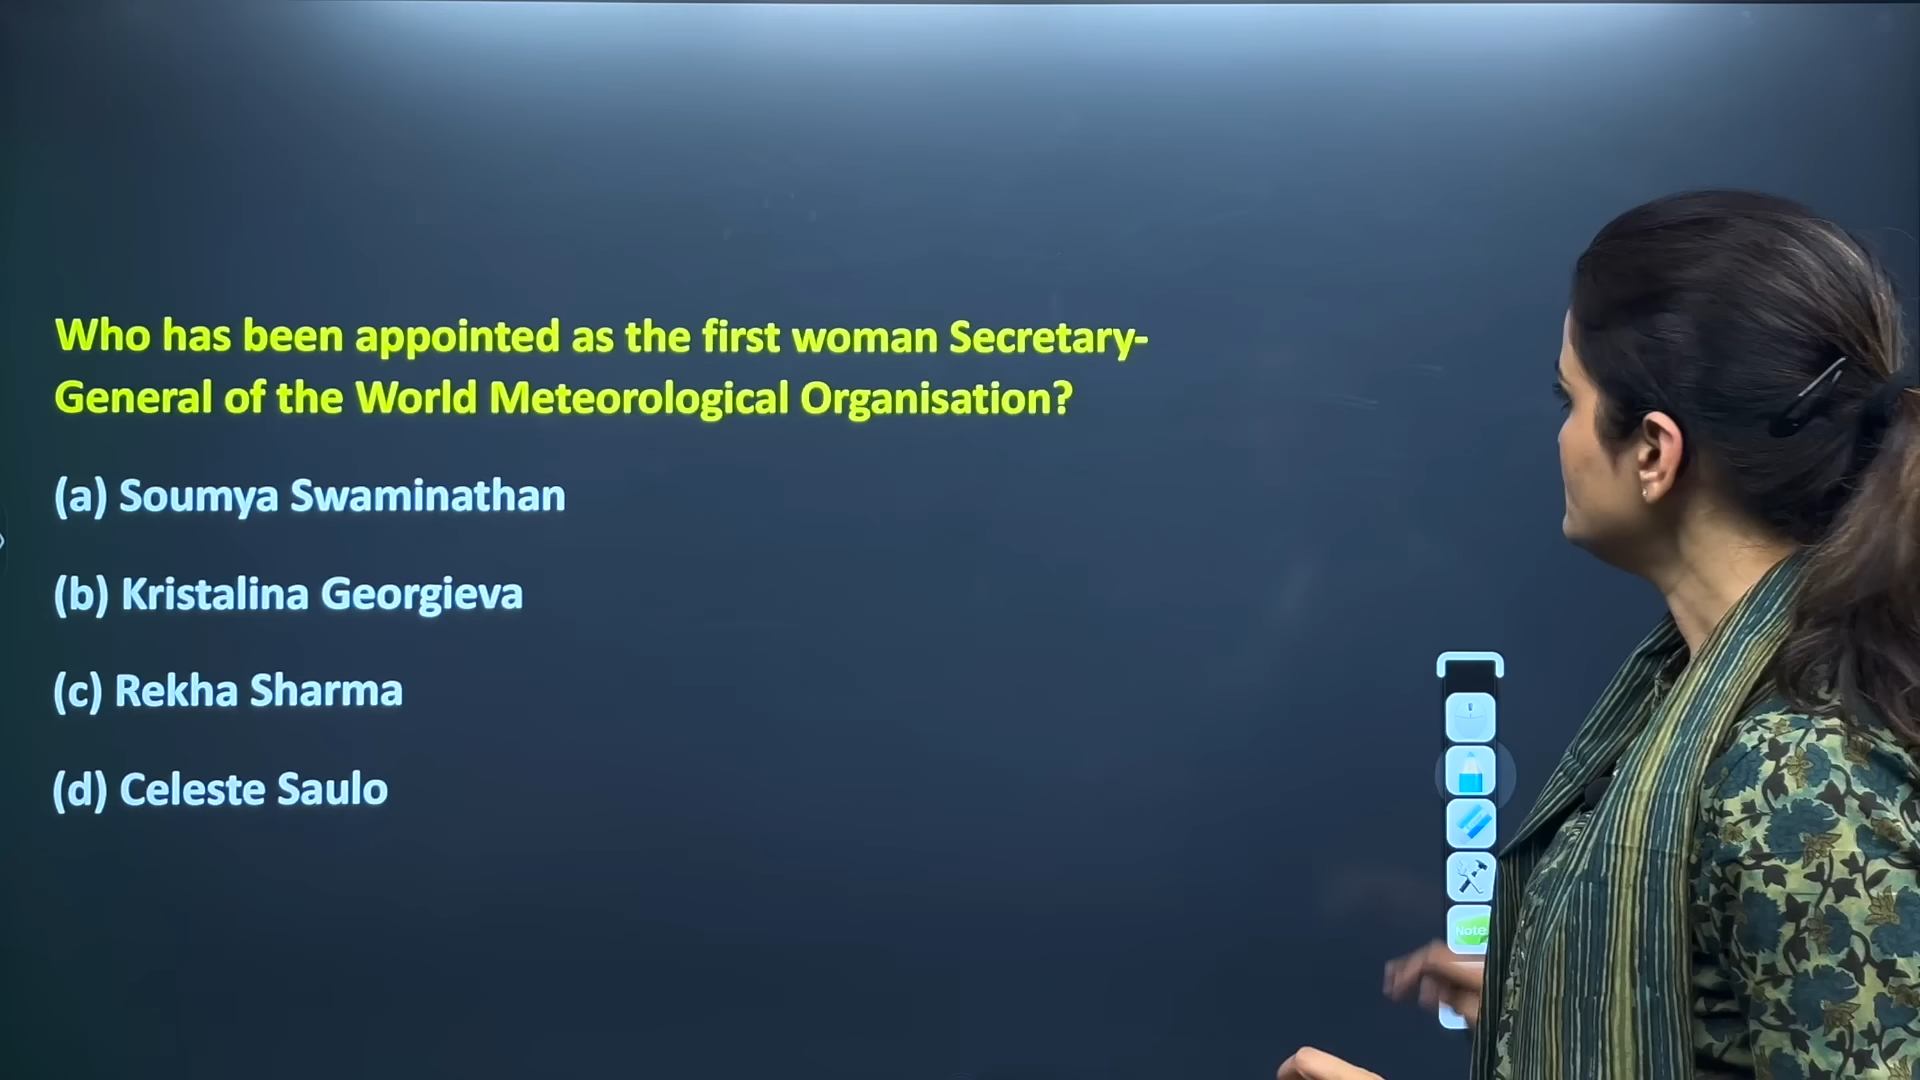 Who has been appointed as the first woman Secretary-
General of the World Meteorological Organisation?
(a) Soumya Swaminathan
(b) Kristalina Georgieva
(c) Rekha Sharma
(d) Celeste Saulo
Note